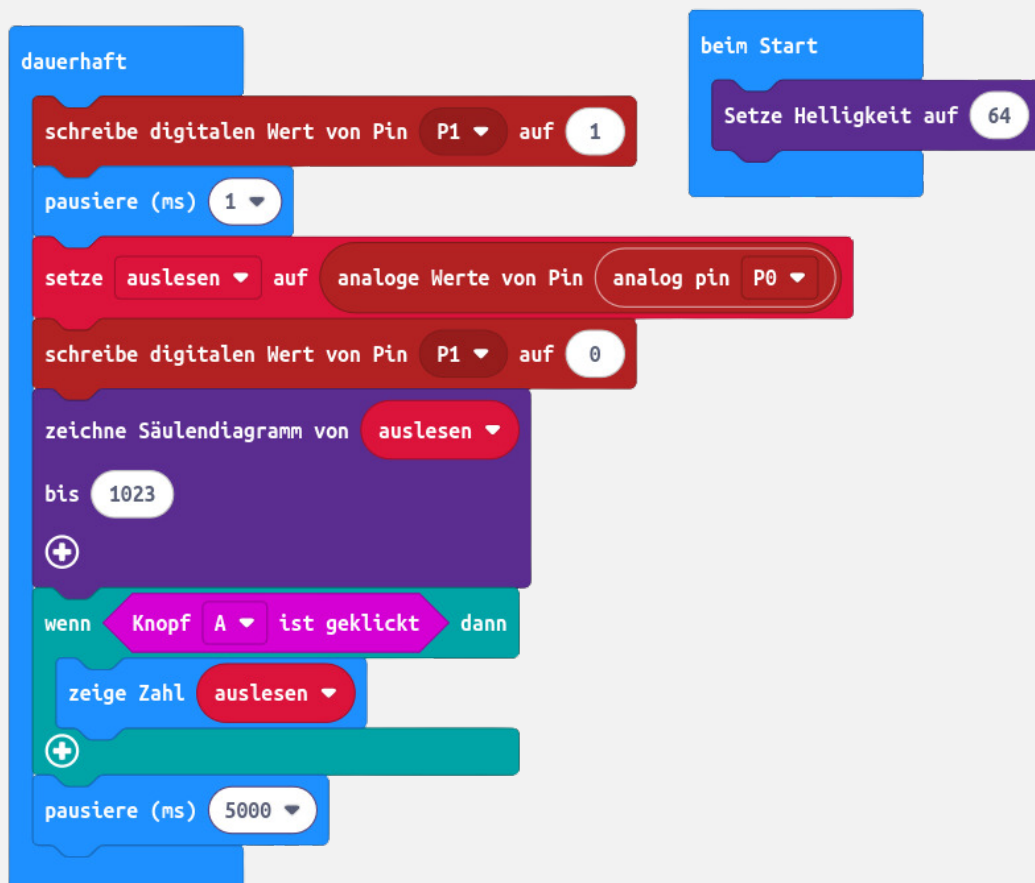 dauerhaft
schreibe digitalen Wert von Pin P1 auf 1
pausiere (ms) 1
setze auslesen auf analoge Werte von Pin analog pin P0
schreibe digitalen Wert von Pin P1 auf 0
zeichne Säulendiagramm von auslesen
bis 1023
wenn Knopf A ist geklickt dann
zeige Zahl auslesen
pausiere (ms) 5000
beim Start
Setze Helligkeit auf 64